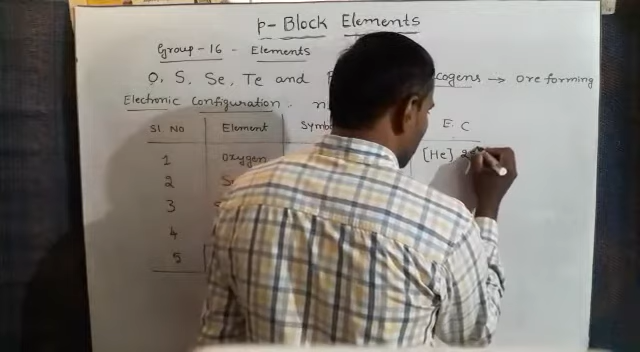 p-Block Elements
Group-16 - Elements
O, S, Se, Te and cogens → ore forming
Electronic Configuration:
Sl. No Element Symbo E.C
1 Oxygen [He] 2
2
3
4
5